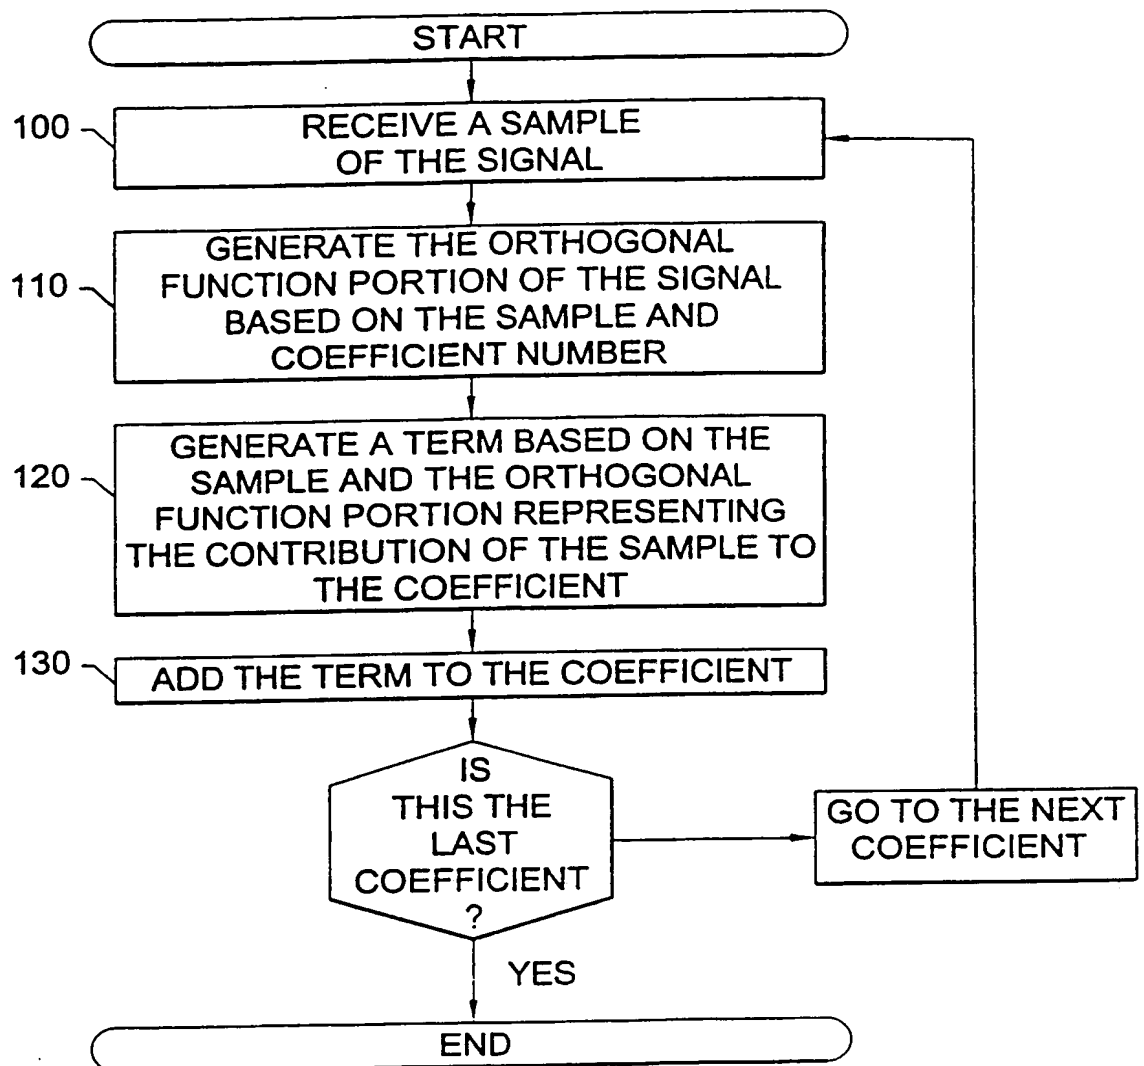 START
100
RECEIVE A SAMPLE
OF THE SIGNAL
110
GENERATE THE ORTHOGONAL
FUNCTION PORTION OF THE SIGNAL
BASED ON THE SAMPLE AND
COEFFICIENT NUMBER
120
GENERATE A TERM BASED ON THE
SAMPLE AND THE ORTHOGONAL
FUNCTION PORTION REPRESENTING
THE CONTRIBUTION OF THE SAMPLE TO
THE COEFFICIENT
130
ADD THE TERM TO THE COEFFICIENT
IS
THIS THE
LAST
COEFFICIENT
?
GO TO THE NEXT
COEFFICIENT
YES
END